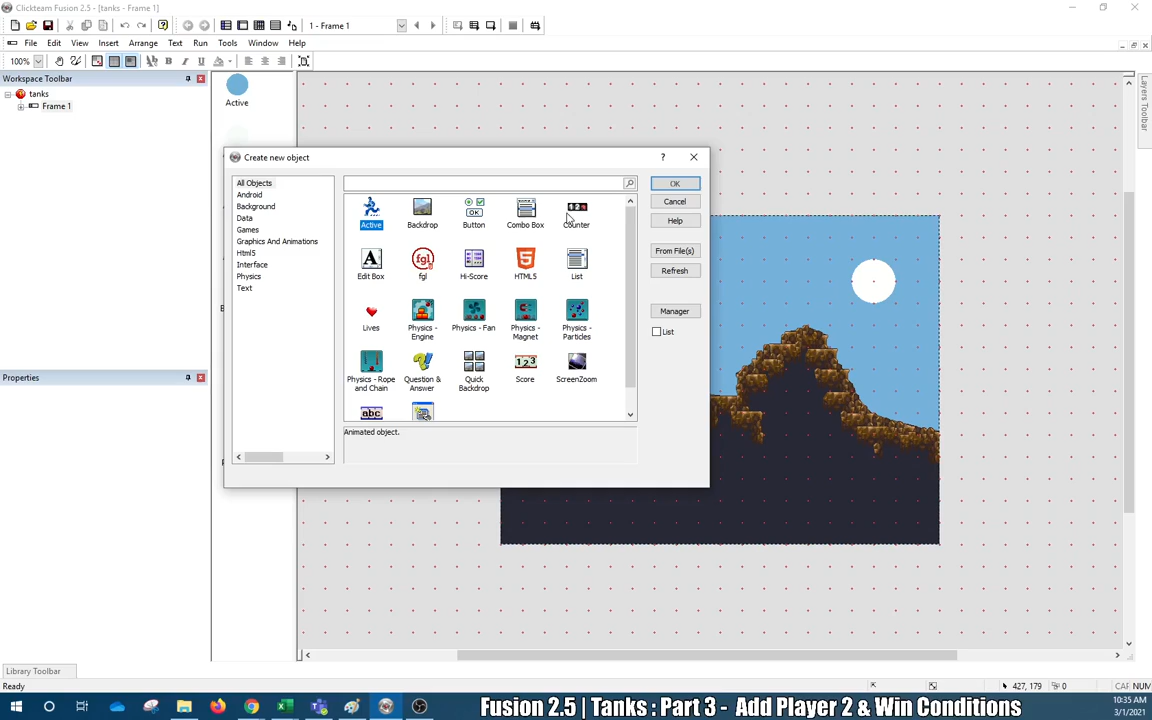 Clickteam Fusion 2.5 - [tanks - Frame 1]
1 - Frame 1
File Edit View Insert Arrange Text Run Tools Window Help
100%
B I U
Workspace Toolbar
tanks
Frame 1
Active
Layers Toolbar
Create new object
?
All Objects
Android
Background
Data
Games
Graphics And Animations
Html5
Interface
Physics
Text
Active Backdrop Button Combo Box Counter
Edit Box fgl Hi-Score HTML5 List
Lives Physics - Engine Physics - Fan Physics - Magnet Physics - Particles
Physics - Rope and Chain Question & Answer Quick Backdrop Score ScreenZoom
abc
Animated object.
OK
Cancel
Help
From File(s)
Refresh
Manager
List
Properties
Library Toolbar
Ready
427, 179
0
CAP NUM
10:35 AM
3/1/2021
Fusion 2.5 | Tanks : Part 3 - Add Player 2 & Win Conditions